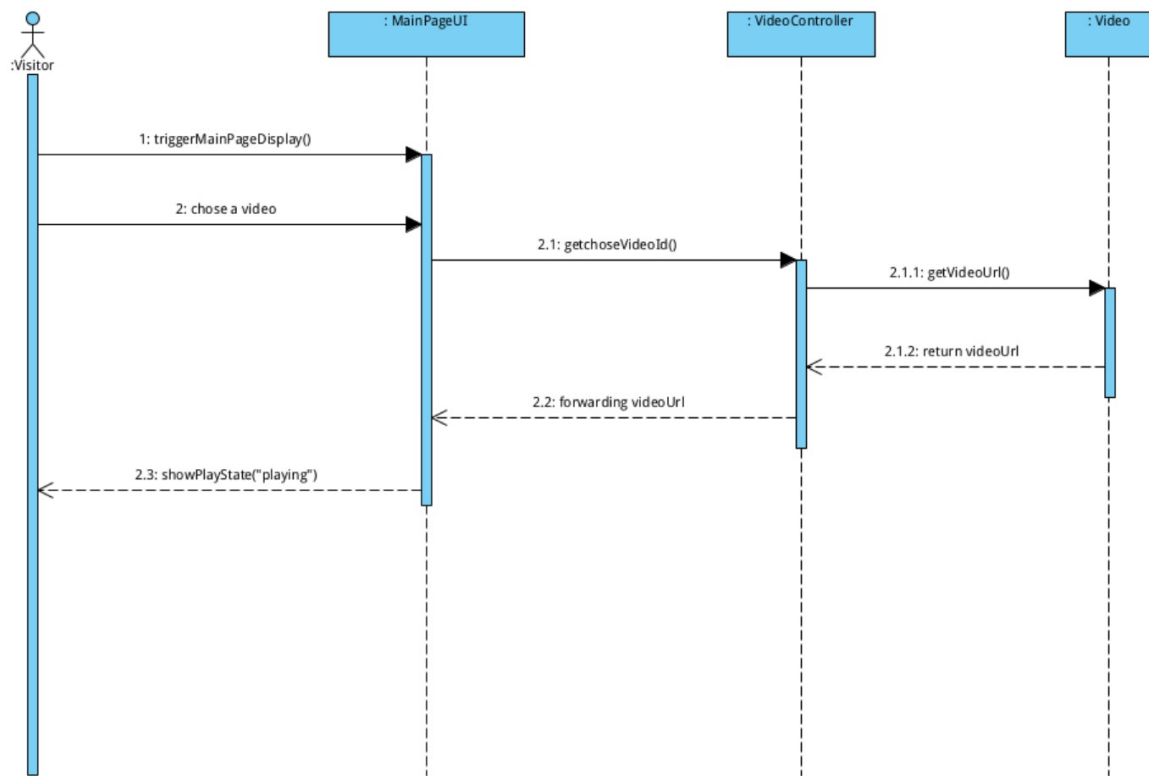 : MainPageUI
: VideoController
: Video
:Visitor
1: triggerMainPageDisplay()
2: chose a video
2.1: getchoseVideoId()
2.1.1: getVideoUrl()
2.1.2: return videoUrl
2.2: forwarding videoUrl
2.3: showPlayState("playing")